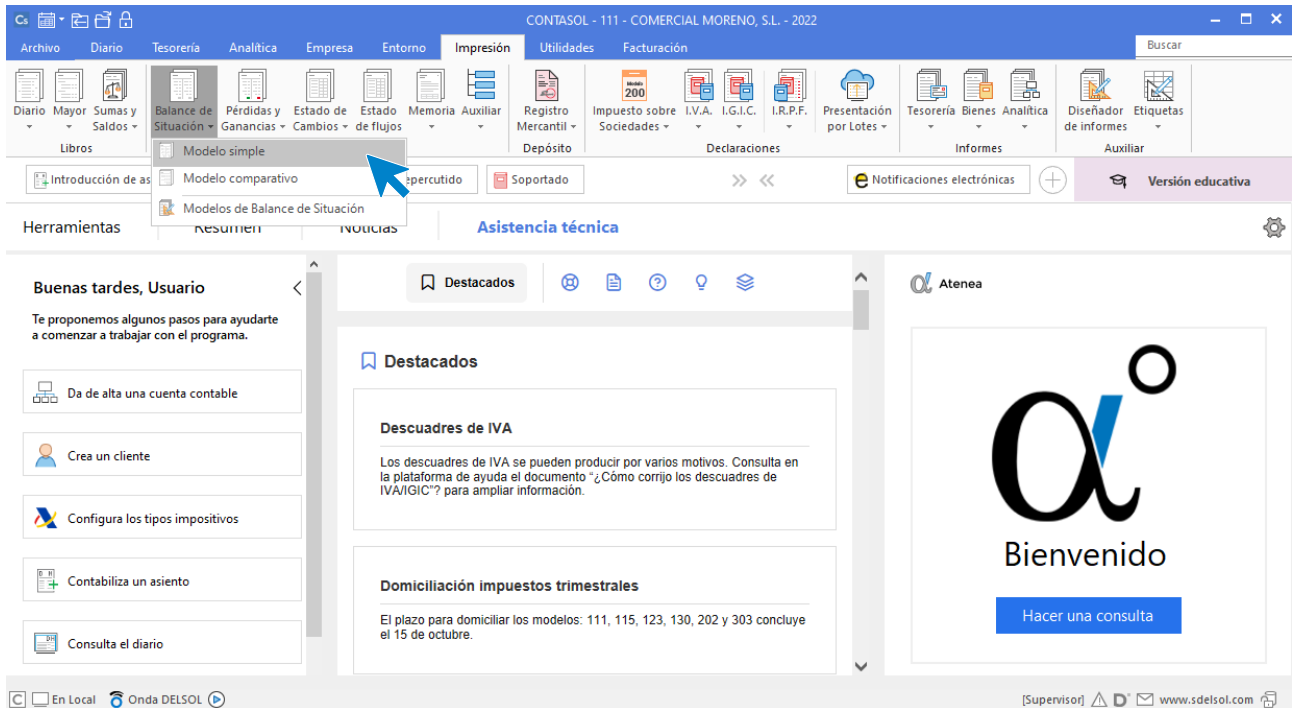 Cs
CONTASOL - 111 - COMERCIAL MORENO, S.L. - 2022
Archivo Diario Tesorería Analítica Empresa Entorno Impresión Utilidades Facturación Buscar
Modelo
200
Diario Mayor Sumas y Balance de Pérdidas y Estado de Estado Memoria Auxiliar Registro Impuesto sobre I.V.A. I.G.I.C. I.R.P.F. Presentación Tesorería Bienes Analítica Diseñador Etiquetas
Saldos Situación Ganancias Cambios de flujos Mercantil Sociedades por Lotes de informes
Libros Depósito Declaraciones Informes Auxiliar
Modelo simple
Modelo comparativo
Modelos de Balance de Situación
Introducción de as epercutido Soportado Notificaciones electrónicas Versión educativa
Herramientas Resumen Noticias Asistencia técnica
Buenas tardes, Usuario
Te proponemos algunos pasos para ayudarte
a comenzar a trabajar con el programa.
Da de alta una cuenta contable
Crea un cliente
Configura los tipos impositivos
Contabiliza un asiento
Consulta el diario
Destacados
Destacados
Descuadres de IVA
Los descuadres de IVA se pueden producir por varios motivos. Consulta en
la plataforma de ayuda el documento “¿Cómo corrijo los descuadres de
IVA/IGIC”? para ampliar información.
Domiciliación impuestos trimestrales
El plazo para domiciliar los modelos: 111, 115, 123, 130, 202 y 303 concluye
el 15 de octubre.
Atenea
Bienvenido
Hacer una consulta
C En Local Onda DELSOL [Supervisor] D www.sdelsol.com